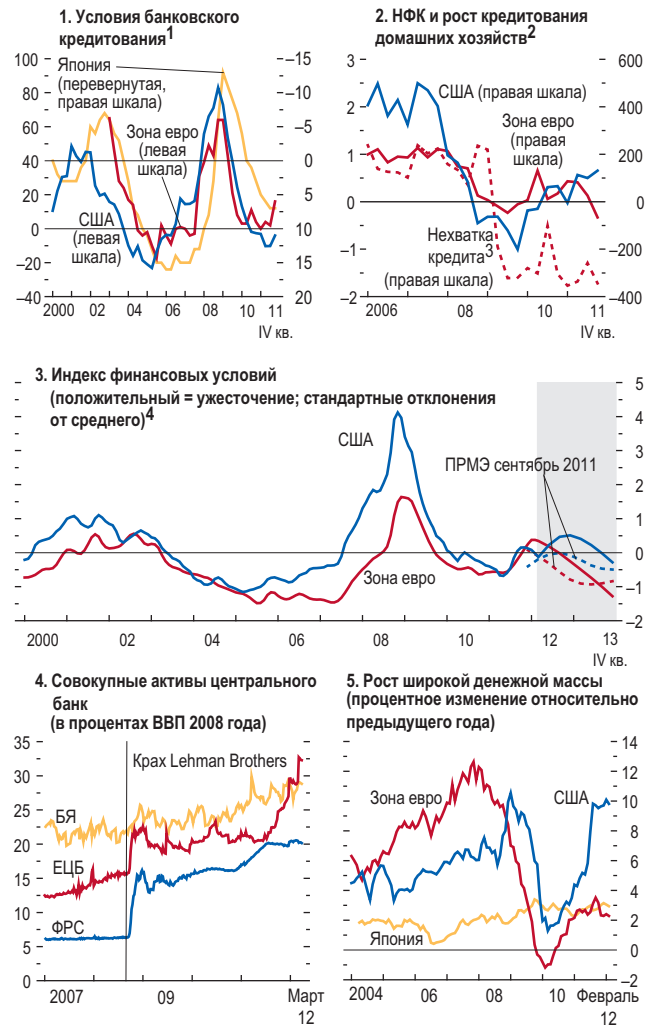 1. Условия банковского
кредитования1
100
80
60
40
20
0
–20
–40
–15
–10
–5
0
5
10
15
20
Япония
(перевернутая,
правая шкала)
Зона евро
(левая
шкала)
США
(левая
шкала)
2000 02 04 06 08 11
IV кв.
2. НФК и рост кредитования
домашних хозяйств2
3
2
1
0
–1
–2
600
400
200
0
–200
–400
США (правая шкала)
Зона евро
(правая
шкала)
Нехватка
кредита3
(правая шкала)
2006 08 10 11
IV кв.
3. Индекс финансовых условий
(положительный = ужесточение; стандартные отклонения
от среднего)4
5
4
3
2
1
0
–1
–2
США
ПРМЭ сентябрь 2011
Зона евро
2000 02 04 06 08 10 12 13
IV кв.
4. Совокупные активы центрального
банк
(в процентах ВВП 2008 года)
35
30
25
20
15
10
5
0
Крах Lehman Brothers
БЯ
ЕЦБ
ФРС
2007 09 Март
12
5. Рост широкой денежной массы
(процентное изменение относительно
предыдущего года)
14
12
10
8
6
4
2
0
–2
Зона евро
США
Япония
2004 06 08 10 Февраль
12